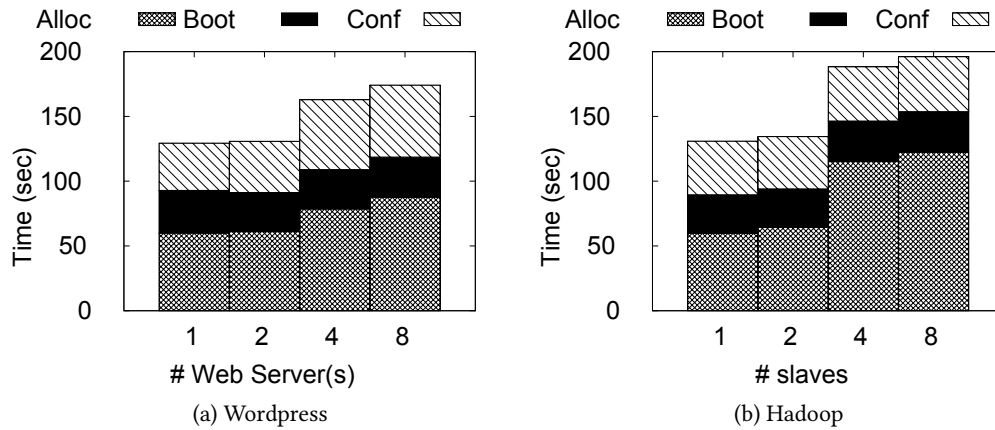 Alloc Boot Conf
200
150
100
50
0
Time (sec)
1 2 4 8
# Web Server(s)
(a) Wordpress
Alloc Boot Conf
200
150
100
50
0
Time (sec)
1 2 4 8
# slaves
(b) Hadoop